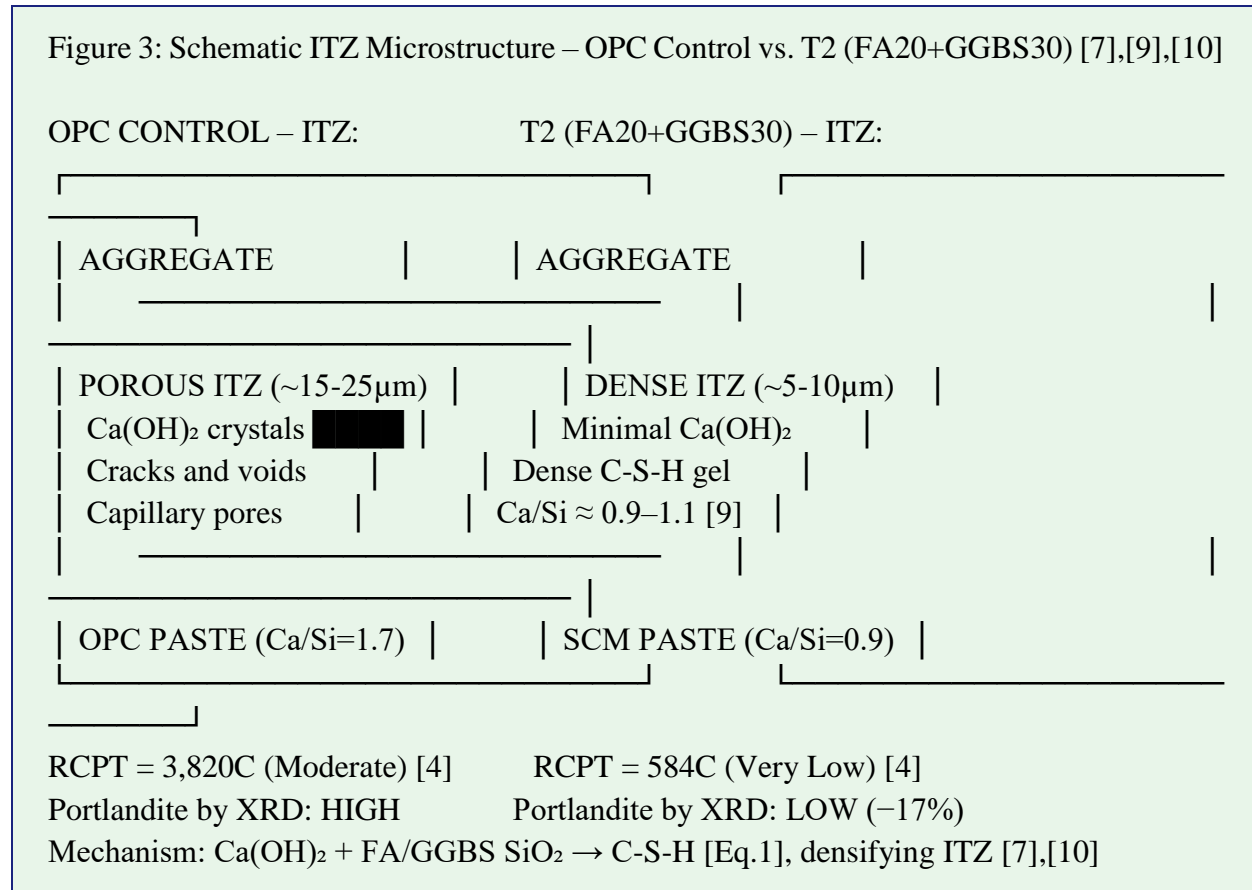 Figure 3: Schematic ITZ Microstructure – OPC Control vs. T2 (FA20+GGBS30) [7],[9],[10]
OPC CONTROL – ITZ: T2 (FA20+GGBS30) – ITZ:
AGGREGATE AGGREGATE
POROUS ITZ (~15-25µm) DENSE ITZ (~5-10µm)
Ca(OH)₂ crystals ████ Minimal Ca(OH)₂
Cracks and voids Dense C-S-H gel
Capillary pores Ca/Si ≈ 0.9–1.1 [9]
OPC PASTE (Ca/Si=1.7) SCM PASTE (Ca/Si=0.9)
RCPT = 3,820C (Moderate) [4] RCPT = 584C (Very Low) [4]
Portlandite by XRD: HIGH Portlandite by XRD: LOW (−17%)
Mechanism: Ca(OH)₂ + FA/GGBS SiO₂ → C-S-H [Eq.1], densifying ITZ [7],[10]